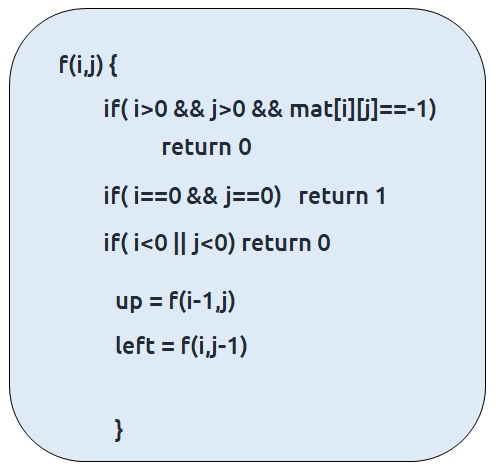 f(i,j) {
if( i>0 && j>0 && mat[i][j]==-1)
return 0
if( i==0 && j==0) return 1
if( i<0 || j<0) return 0
up = f(i-1,j)
left = f(i,j-1)
}